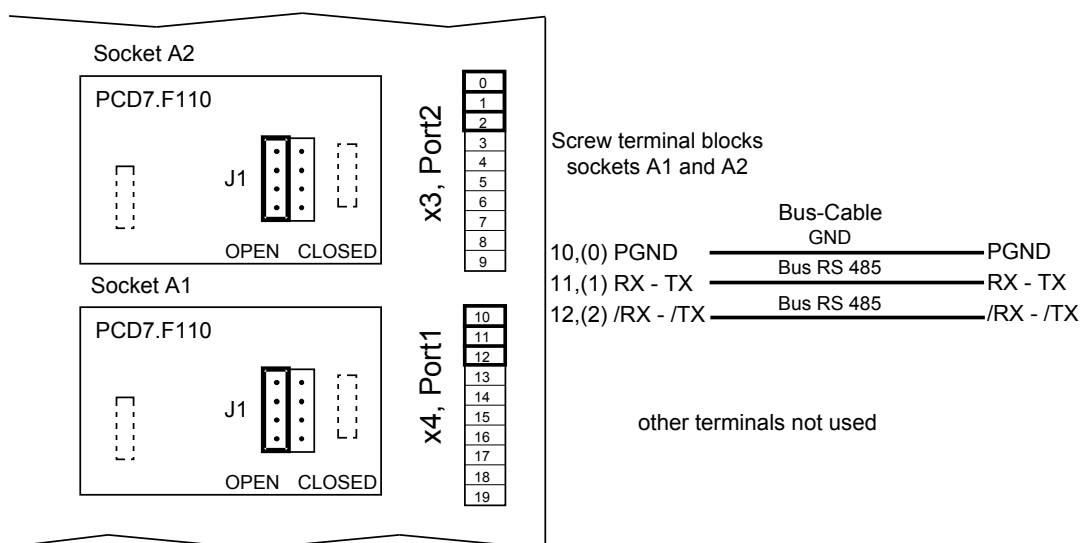 Socket A2
PCD7.F110
J1
OPEN CLOSED
x3, Port2
0
1
2
3
4
5
6
7
8
9
Socket A1
PCD7.F110
J1
OPEN CLOSED
x4, Port1
10
11
12
13
14
15
16
17
18
19
Screw terminal blocks
sockets A1 and A2
Bus-Cable
10,(0) PGND GND PGND
11,(1) RX - TX Bus RS 485 RX - TX
12,(2) /RX - /TX Bus RS 485 /RX - /TX
other terminals not used